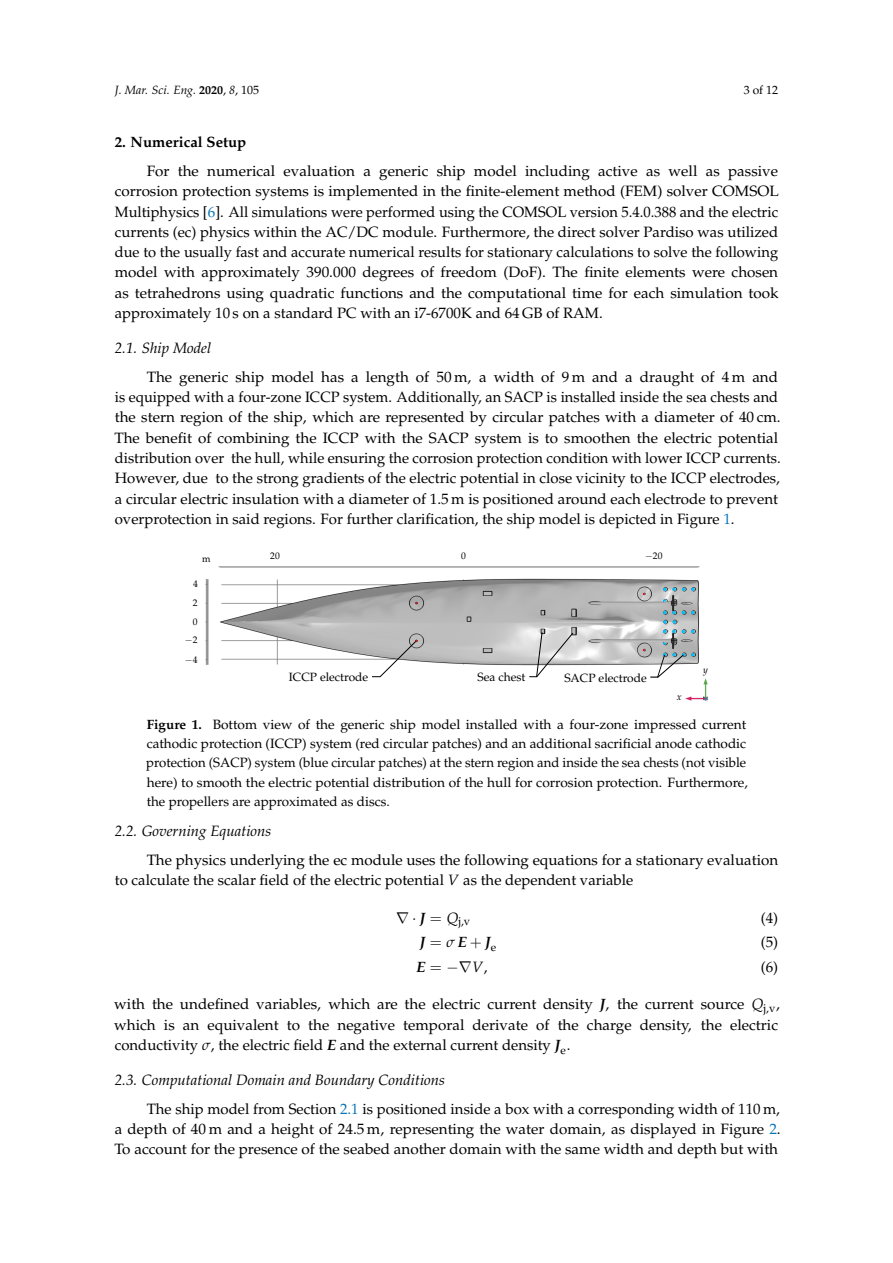 J. Mar. Sci. Eng. 2020, 8, 105
3 of 12
2. Numerical Setup
For the numerical evaluation a generic ship model including active as well as passive
corrosion protection systems is implemented in the finite-element method (FEM) solver COMSOL
Multiphysics [6]. All simulations were performed using the COMSOL version 5.4.0.388 and the electric
currents (ec) physics within the AC/DC module. Furthermore, the direct solver Pardiso was utilized
due to the usually fast and accurate numerical results for stationary calculations to solve the following
model with approximately 390.000 degrees of freedom (DoF). The finite elements were chosen
as tetrahedrons using quadratic functions and the computational time for each simulation took
approximately 10 s on a standard PC with an i7-6700K and 64 GB of RAM.
2.1. Ship Model
The generic ship model has a length of 50 m, a width of 9 m and a draught of 4 m and
is equipped with a four-zone ICCP system. Additionally, an SACP is installed inside the sea chests and
the stern region of the ship, which are represented by circular patches with a diameter of 40 cm.
The benefit of combining the ICCP with the SACP system is to smoothen the electric potential
distribution over the hull, while ensuring the corrosion protection condition with lower ICCP currents.
However, due to the strong gradients of the electric potential in close vicinity to the ICCP electrodes,
a circular electric insulation with a diameter of 1.5 m is positioned around each electrode to prevent
overprotection in said regions. For further clarification, the ship model is depicted in Figure 1.
m 20 0 −20
4
2
0
−2
−4
ICCP electrode Sea chest SACP electrode
y
x
Figure 1. Bottom view of the generic ship model installed with a four-zone impressed current
cathodic protection (ICCP) system (red circular patches) and an additional sacrificial anode cathodic
protection (SACP) system (blue circular patches) at the stern region and inside the sea chests (not visible
here) to smooth the electric potential distribution of the hull for corrosion protection. Furthermore,
the propellers are approximated as discs.
2.2. Governing Equations
The physics underlying the ec module uses the following equations for a stationary evaluation
to calculate the scalar field of the electric potential V as the dependent variable
∇ · J = Q_{j,v} (4)
J = σ E + J_e (5)
E = −∇V, (6)
with the undefined variables, which are the electric current density J, the current source Q_{j,v},
which is an equivalent to the negative temporal derivate of the charge density, the electric
conductivity σ, the electric field E and the external current density J_e.
2.3. Computational Domain and Boundary Conditions
The ship model from Section 2.1 is positioned inside a box with a corresponding width of 110 m,
a depth of 40 m and a height of 24.5 m, representing the water domain, as displayed in Figure 2.
To account for the presence of the seabed another domain with the same width and depth but with